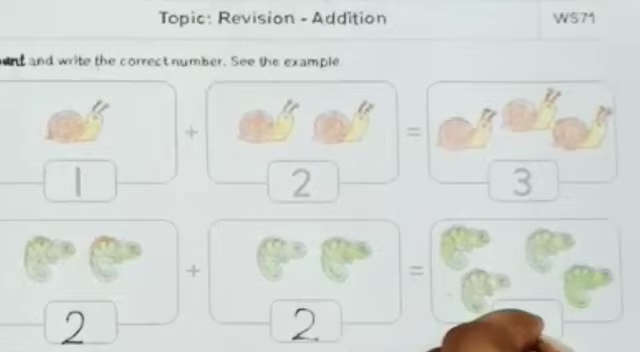 Topic: Revision - Addition
WS71
and write the correct number. See the example
+ =
1 2 3
+ =
2 2